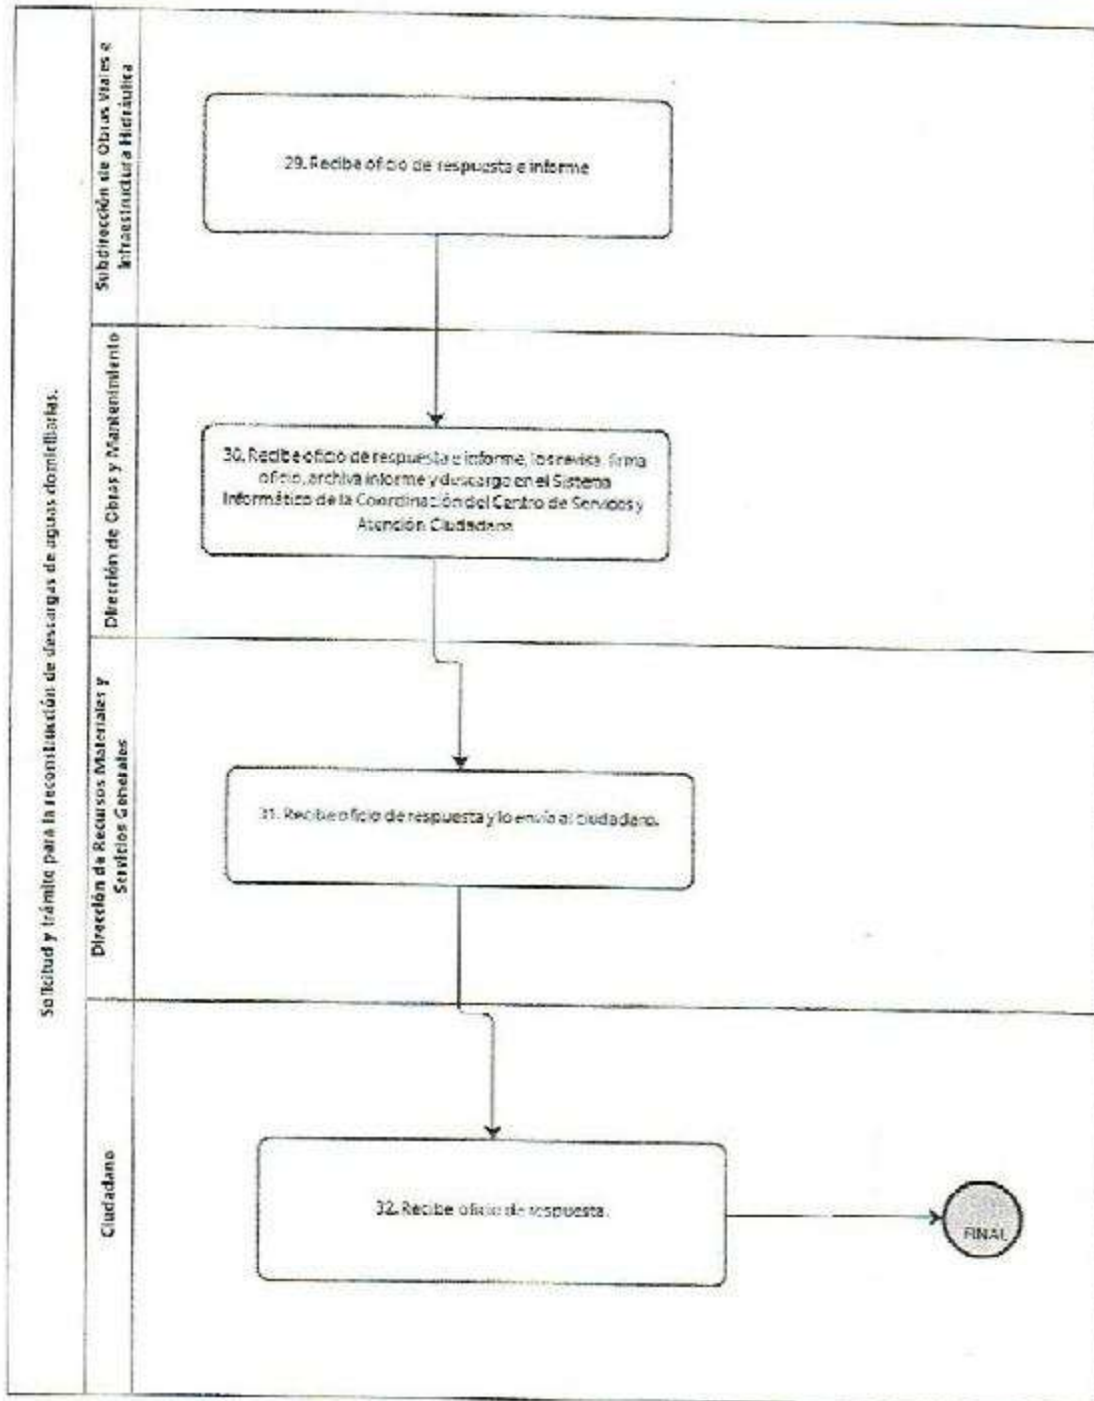 Solicitud y trámite para la reconstrucción de descargas de aguas domiciliarias.
Subdirección de Obras Viales e
Infraestructura Hidráulica
29. Recibe oficio de respuesta e informe
Dirección de Obras y Mantenimiento
30. Recibe oficio de respuesta e informe, los revisa, firma
oficio, archiva informe y descarga en el Sistema
Informático de la Coordinación del Centro de Servicios y
Atención Ciudadana
Dirección de Recursos Materiales y
Servicios Generales
31. Recibe oficio de respuesta y lo envía al ciudadano.
Ciudadano
32. Recibe oficio de respuesta.
FINAL